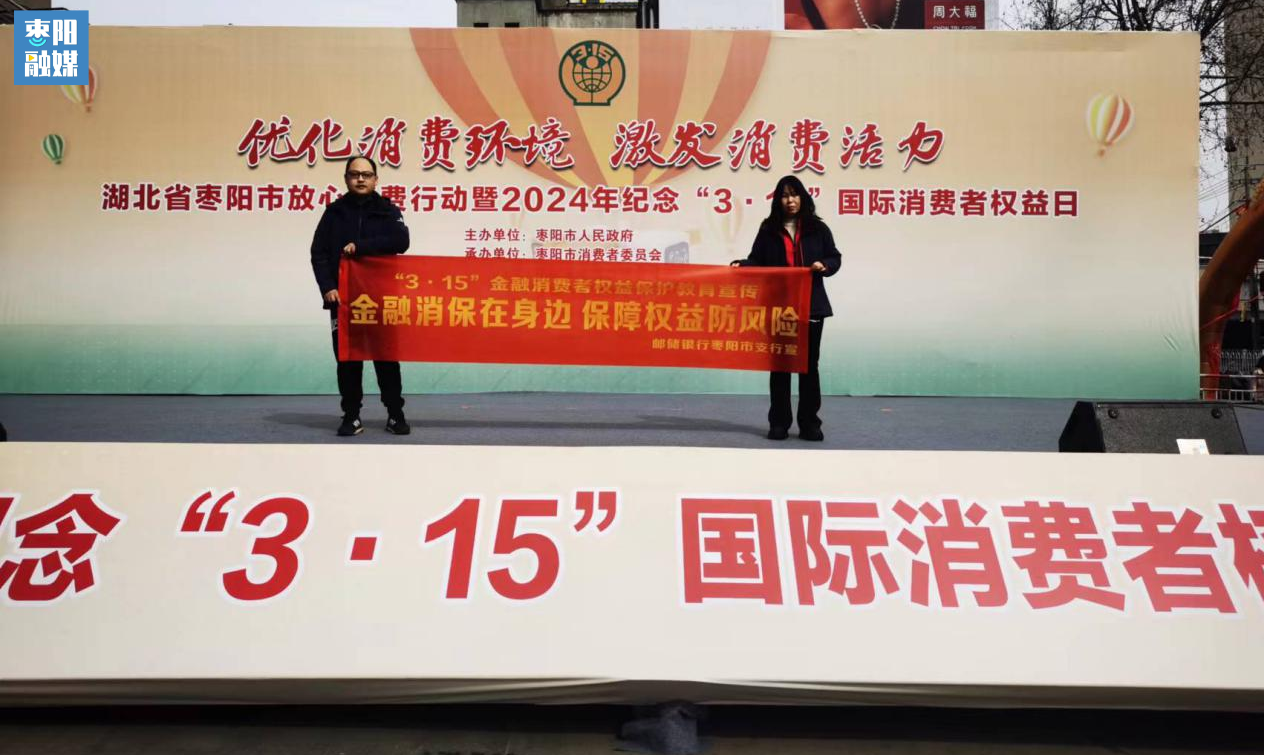 枣阳
融媒
周大福
3·15
优化消费环境 激发消费活力
湖北省枣阳市放心 费行动暨2024年纪念“3·1 ”国际消费者权益日
主办单位：枣阳市人民政府
承办单位：枣阳市消费者委员会
“3·15”金融消费者权益保护教育宣传
金融消保在身边 保障权益防风险
邮储银行枣阳市支行宣
念“3·15”国际消费者